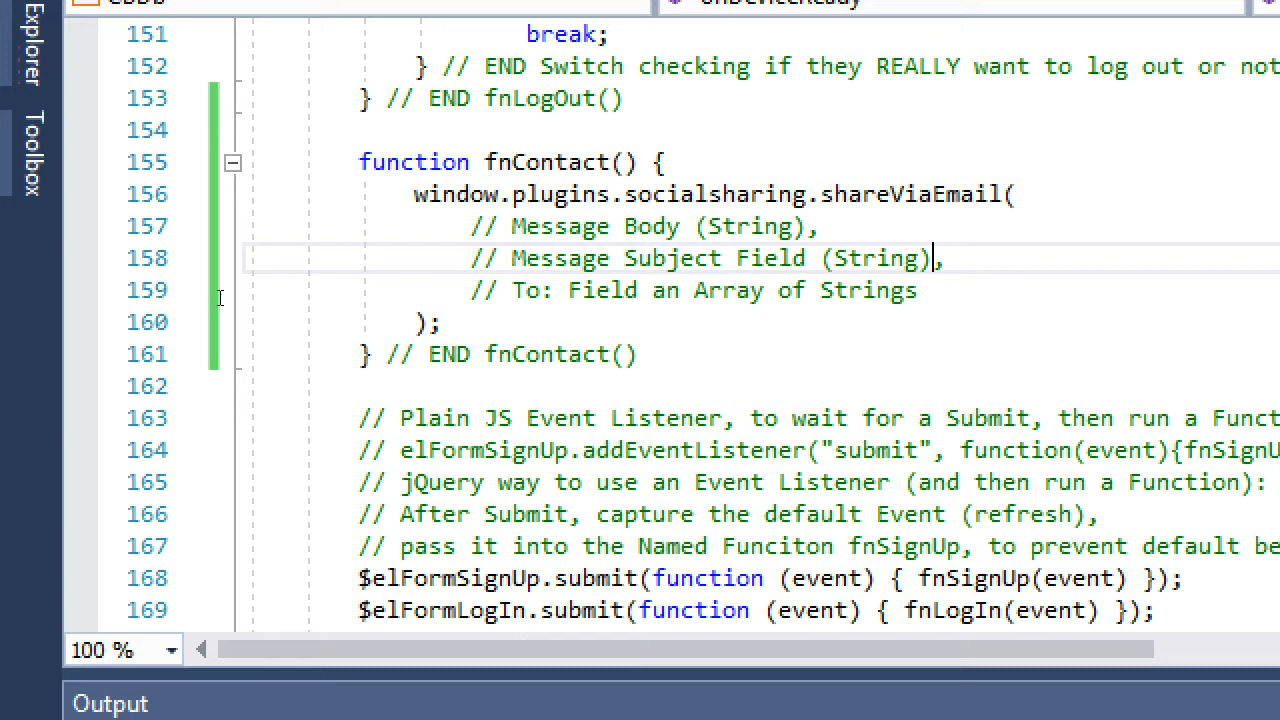 Explorer
Toolbox
151 break;
152 } // END Switch checking if they REALLY want to log out or not
153 } // END fnLogOut()
154
155 function fnContact() {
156 window.plugins.socialsharing.shareViaEmail(
157 // Message Body (String),
158 // Message Subject Field (String),
159 // To: Field an Array of Strings
160 );
161 } // END fnContact()
162
163 // Plain JS Event Listener, to wait for a Submit, then run a Funct
164 // elFormSignUp.addEventListener("submit", function(event){fnSignU
165 // jQuery way to use an Event Listener (and then run a Function):
166 // After Submit, capture the default Event (refresh),
167 // pass it into the Named Funciton fnSignUp, to prevent default be
168 $elFormSignUp.submit(function (event) { fnSignUp(event) });
169 $elFormLogIn.submit(function (event) { fnLogIn(event) });
100 %
Output